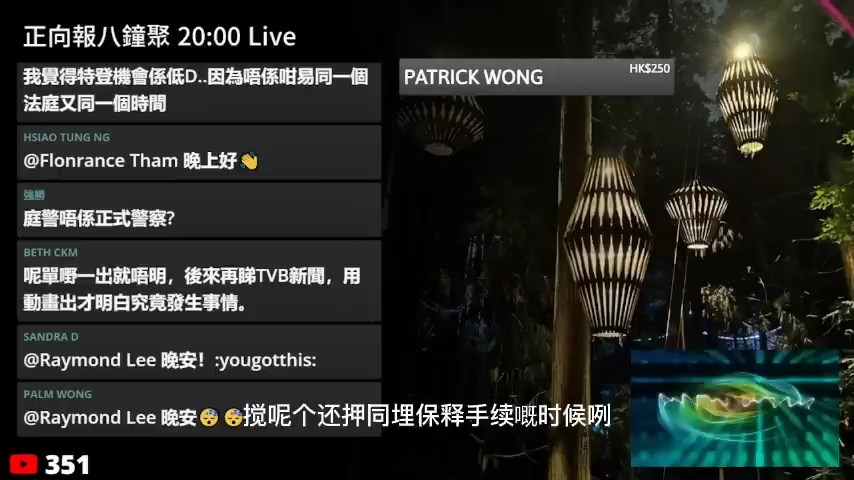 正向報八鐘聚 20:00 Live
我覺得特登機會係低D..因為唔係咁易同一個
法庭又同一個時間
HSIAO TUNG NG
@Flonrance Tham 晚上好👏
強勝
庭警唔係正式警察?
BETH CKM
呢單嘢一出就唔明，後來再睇TVB新聞，用
動畫出才明白究竟發生事情。
SANDRA D
@Raymond Lee 晚安！:yougotthis:
PALM WONG
@Raymond Lee 晚安😴😴
搅呢个还押同埋保释手续嘅时候咧
351
PATRICK WONG
HK$250